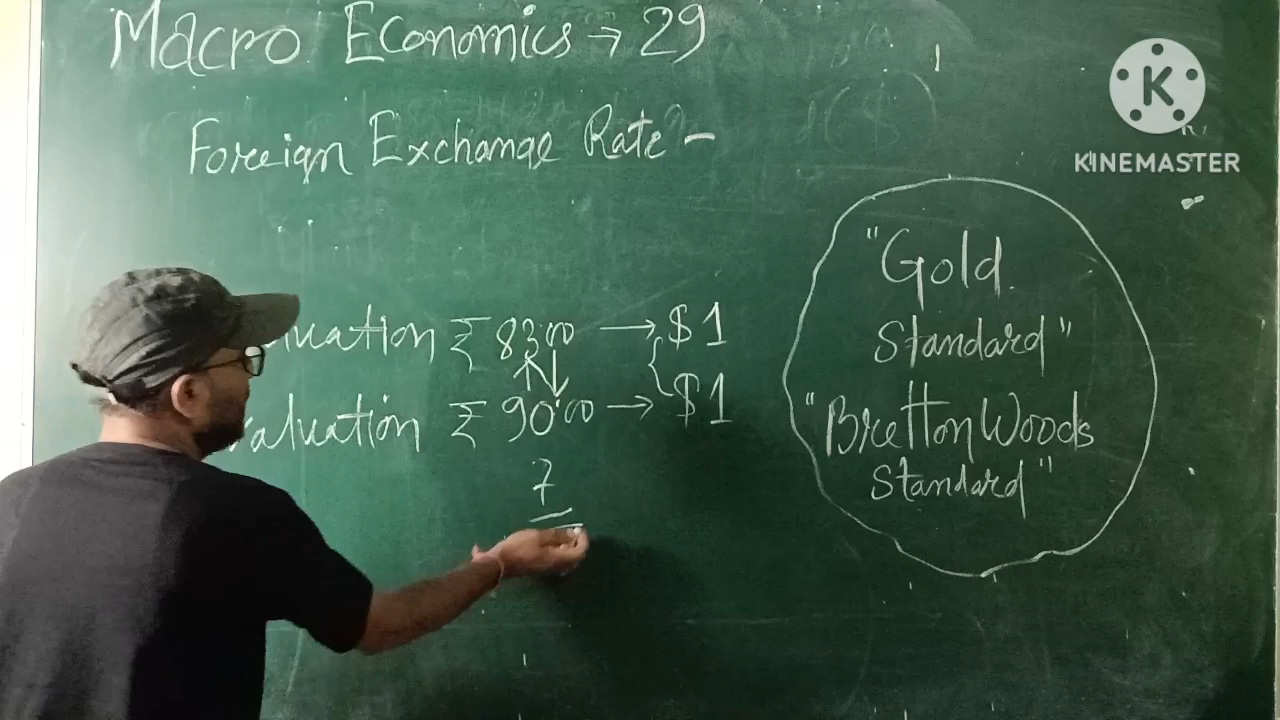 Macro Economics → 29
Foreign Exchange Rate -
uation ₹ 83.00 → $1
valuation ₹ 90.00 → $1
7
"Gold
Standard"
"Bretton Woods
Standard"
K
KINEMASTER